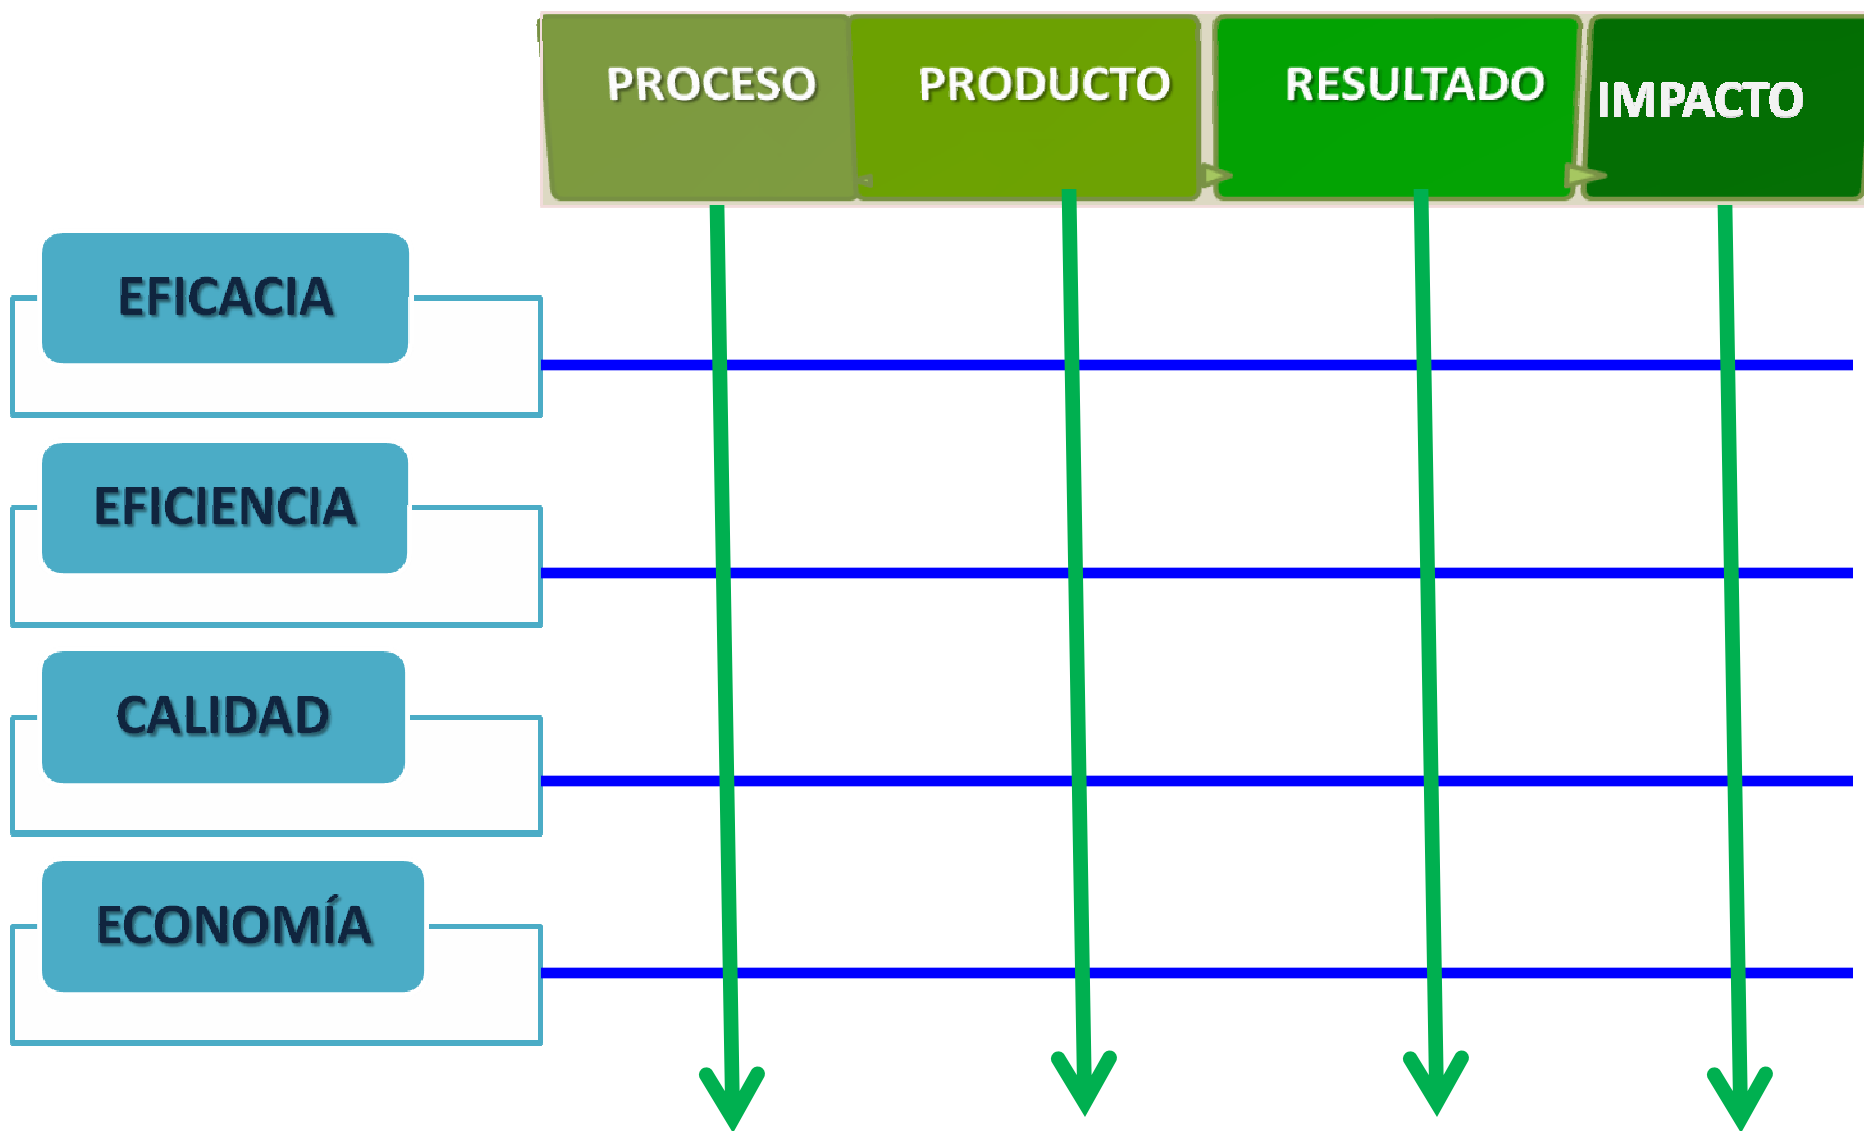 PROCESO
PRODUCTO
RESULTADO
IMPACTO
EFICACIA
EFICIENCIA
CALIDAD
ECONOMÍA